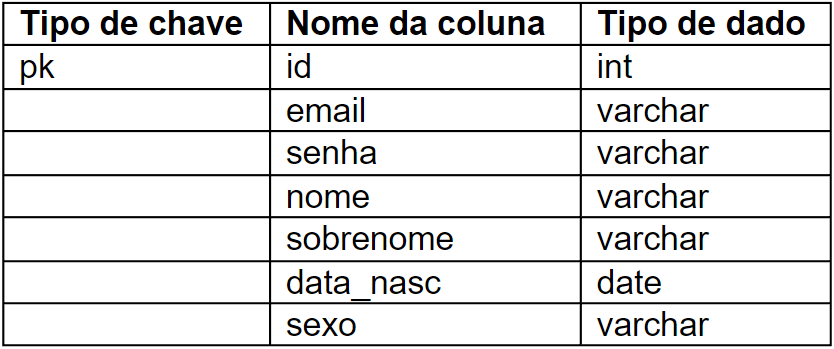 Tipo de chave Nome da coluna Tipo de dado
pk id int
email varchar
senha varchar
nome varchar
sobrenome varchar
data_nasc date
sexo varchar